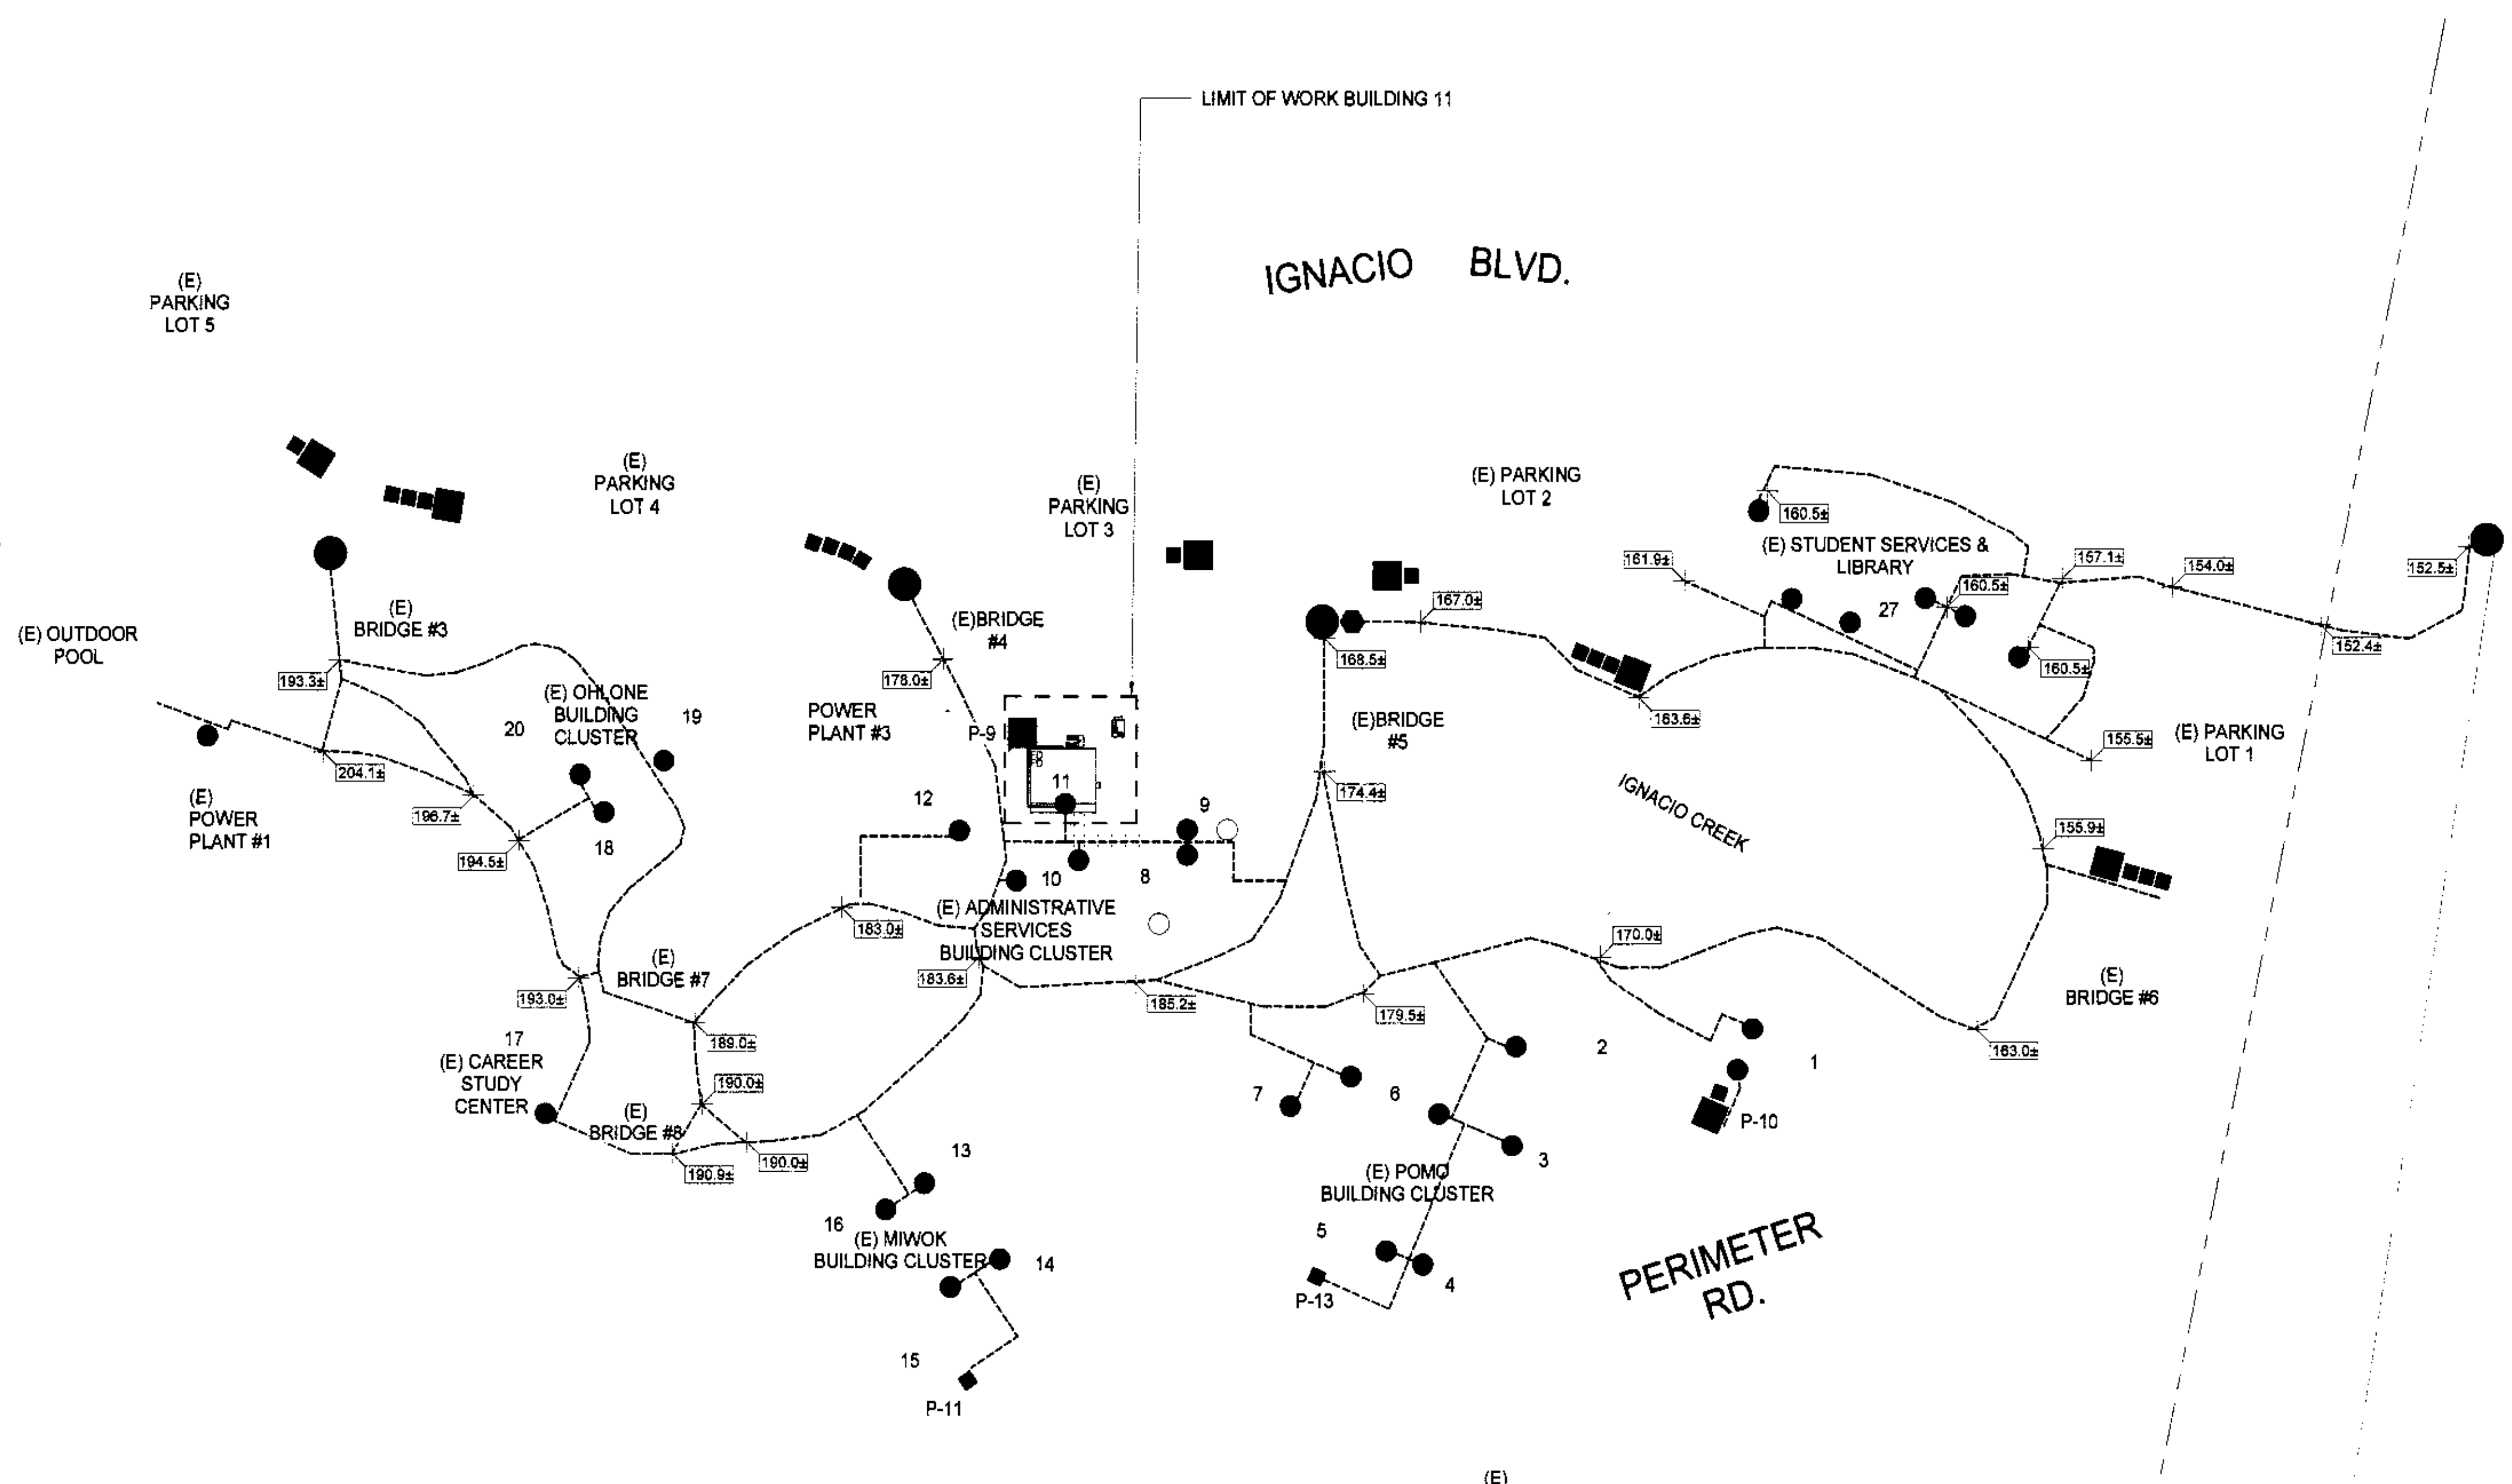 LIMIT OF WORK BUILDING 11
IGNACIO BLVD.
(E)
PARKING
LOT 5
(E)
PARKING
LOT 4
(E)
PARKING
LOT 3
(E) PARKING
LOT 2
160.5±
(E) STUDENT SERVICES &
LIBRARY
161.9±
157.1±
154.0±
152.5±
160.5±
27
167.0±
(E)
BRIDGE #3
(E)BRIDGE
#4
(E) OUTDOOR
POOL
168.5±
160.5±
152.4±
193.3±
178.0±
(E) OHLONE
BUILDING
CLUSTER
19
20
POWER
PLANT #3
P-9
(E)BRIDGE
#5
163.6±
155.5±
(E) PARKING
LOT 1
204.1±
11
174.4±
IGNACIO CREEK
(E)
POWER
PLANT #1
196.7±
12
9
155.9±
194.5±
18
10
8
(E) ADMINISTRATIVE
SERVICES
BUILDING CLUSTER
183.0±
170.0±
(E)
BRIDGE #7
183.6±
193.0±
185.2±
179.5±
(E)
BRIDGE #6
17
(E) CAREER
STUDY
CENTER
189.0±
2
1
163.0±
190.0±
7
6
(E)
BRIDGE #8
P-10
190.9±
190.0±
13
3
(E) POMO
BUILDING CLUSTER
16
(E) MIWOK
BUILDING CLUSTER
14
5
4
P-13
PERIMETER
RD.
15
P-11
(E)